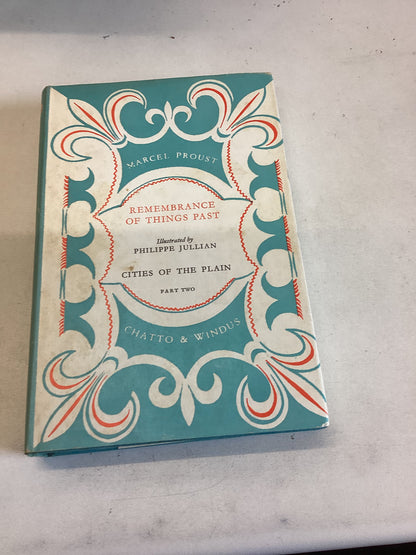 MARCEL PROUST
REMEMBRANCE
OF THINGS PAST
Illustrated by
PHILIPPE JULLIAN
CITIES OF THE PLAIN
PART TWO
CHATTO & WINDUS